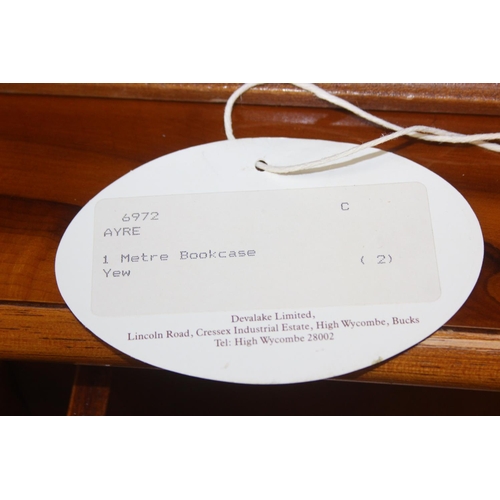 6972 C
AYRE
1 Metre Bookcase ( 2)
Yew
Devalake Limited,
Lincoln Road, Cressex Industrial Estate, High Wycombe, Bucks
Tel: High Wycombe 28002